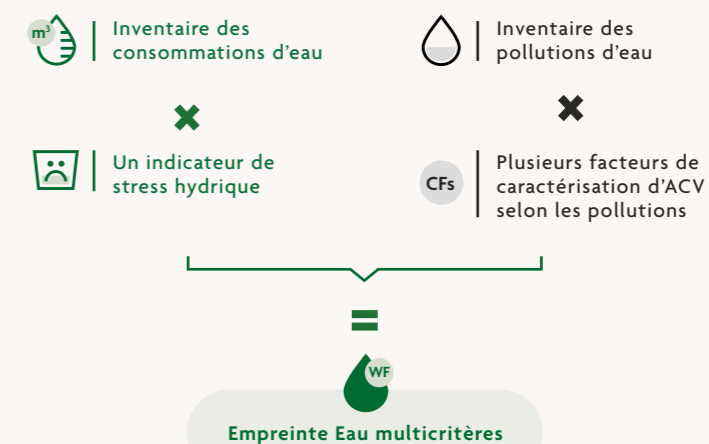 m³
Inventaire des
consommations d'eau
Inventaire des
pollutions d'eau
Un indicateur de
stress hydrique
CFs
Plusieurs facteurs de
caractérisation d'ACV
selon les pollutions
=
WF
Empreinte Eau multicritères